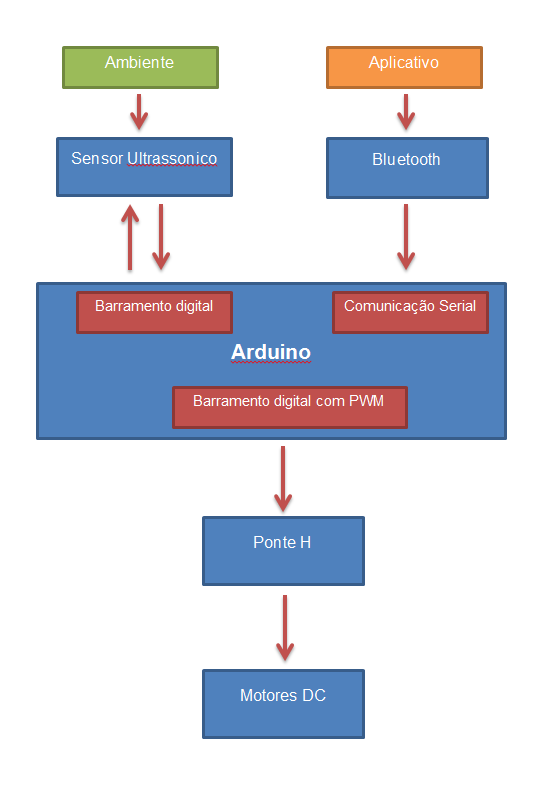 Ambiente
Aplicativo
Sensor Ultrassonico
Bluetooth
Barramento digital
Comunicação Serial
Arduino
Barramento digital com PWM
Ponte H
Motores DC